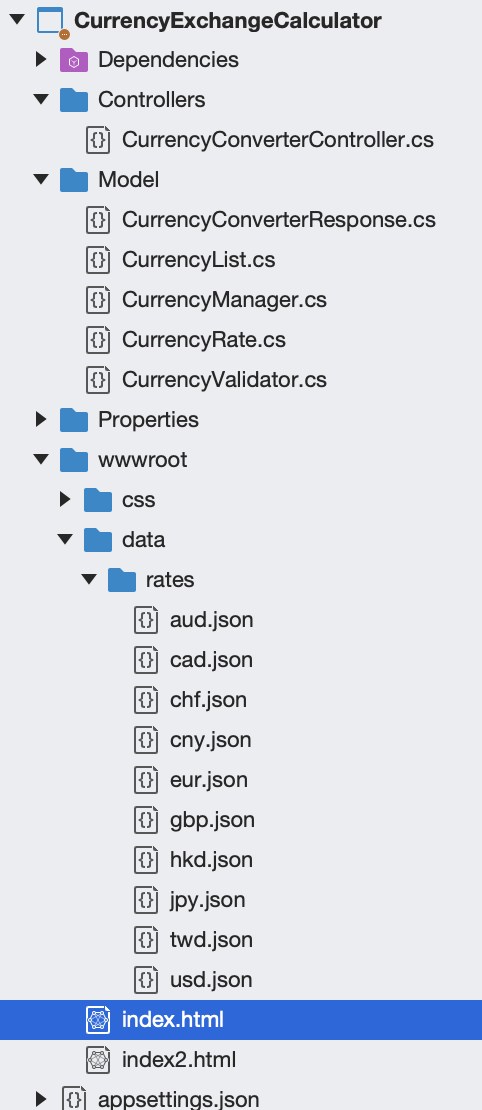 CurrencyExchangeCalculator
Dependencies
Controllers
CurrencyConverterController.cs
Model
CurrencyConverterResponse.cs
CurrencyList.cs
CurrencyManager.cs
CurrencyRate.cs
CurrencyValidator.cs
Properties
wwwroot
css
data
rates
aud.json
cad.json
chf.json
cny.json
eur.json
gbp.json
hkd.json
jpy.json
twd.json
usd.json
index.html
index2.html
appsettings.json